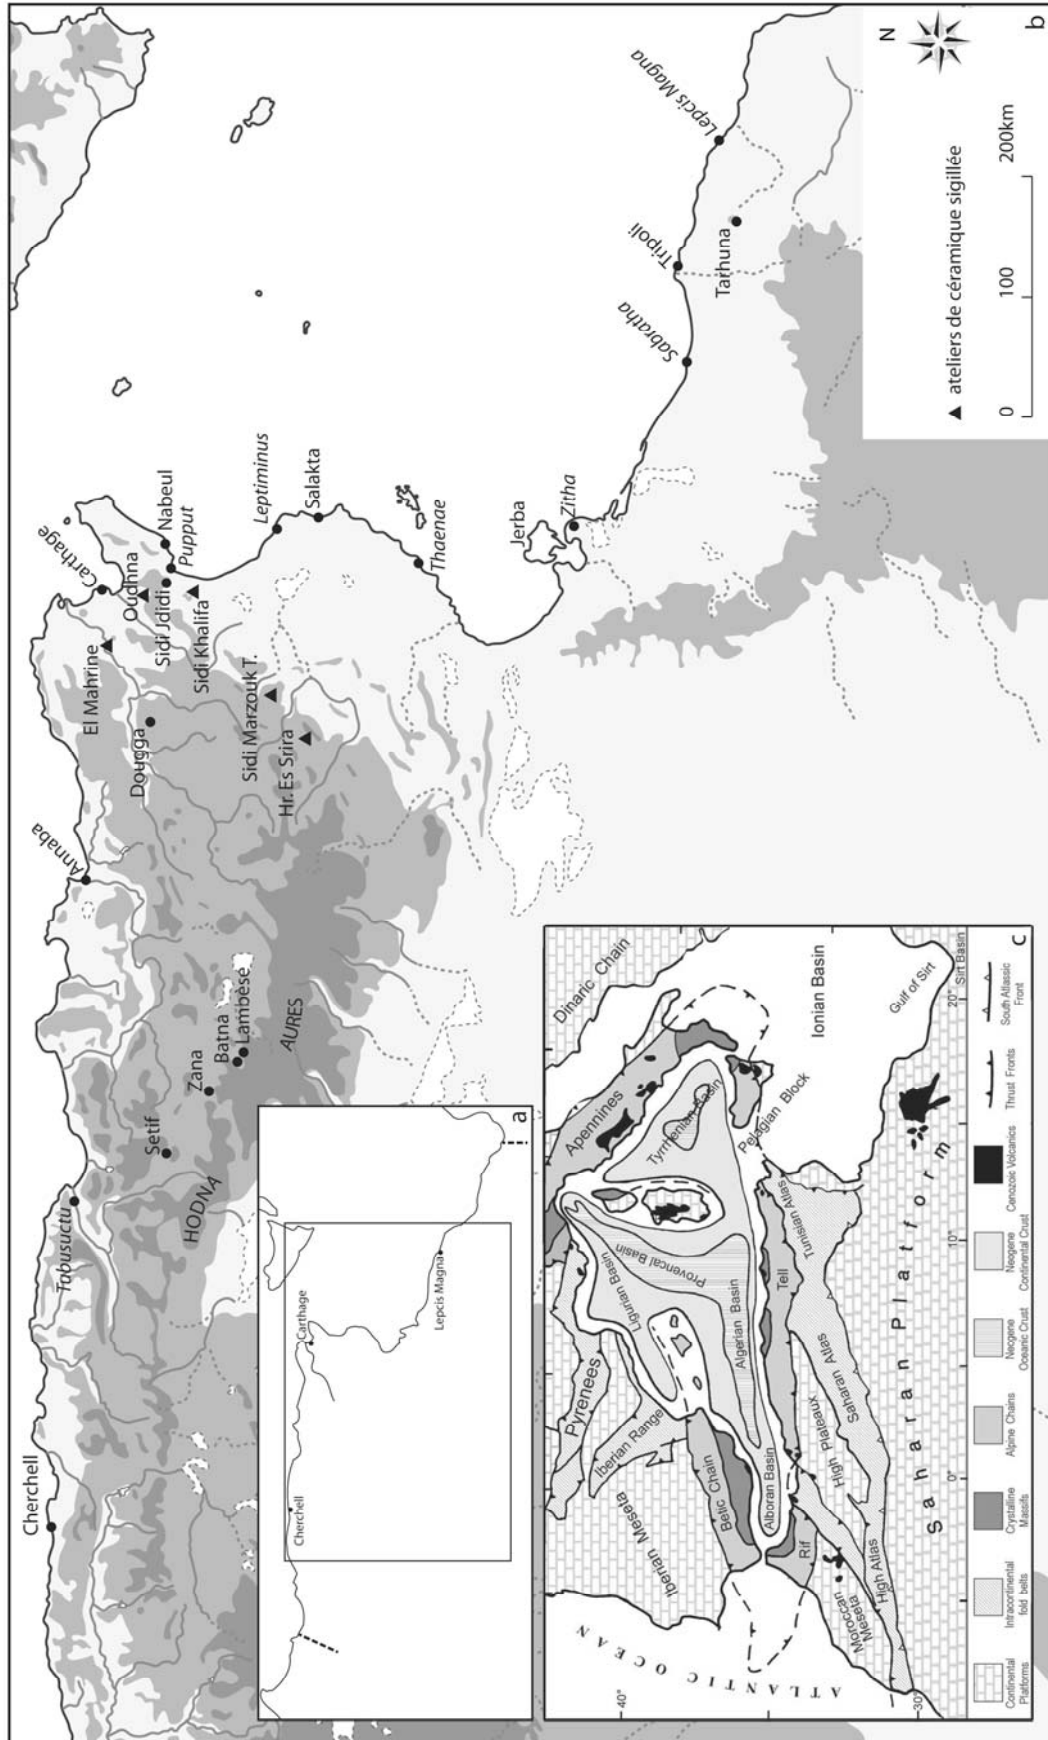 Cherchell
Tabusuctu
Setif
HODNA
Zana
Batna
Lambèse
AURES
Annaba
Dougga
El Mahrine
Carthage
Oudhna
Sidi Jdidi
Sidi Khalifa
Nabeul
Pupput
Sidi Marzouk T.
Hr. Es Srira
Leptiminus
Salakta
Thaenae
Jerba
Zitha
Sabratha
Tripoli
Tarhuna
Lepcis Magna
ateliers de céramique sigillée
0
100
200km
N
b
Cherchell
Carthage
Lepcis Magna
a
ATLANTIC OCEAN
40°
30°
0°
10°
20°
Iberian Meseta
Pyrenees
Iberian Range
Betic Chain
Alboran Basin
Rif
Moroccan
Meseta
High Atlas
High Plateaux
Saharan Atlas
Saharan Platform
Ligurian Basin
Provencal Basin
Algerian Basin
Tell
Tunisian Atlas
Apennines
Tyrrhenian Basin
Pelagian Block
Dinaric Chain
Ionian Basin
Gulf of Sirt
Sirt Basin
Continental
Platforms
Intracontinental
fold belts
Crystalline
Massifs
Alpine Chains
Neogene
Oceanic Crust
Neogene
Continental Crust
Cenozoic Volcanics
Thrust Fronts
South Atlassic
Front
c